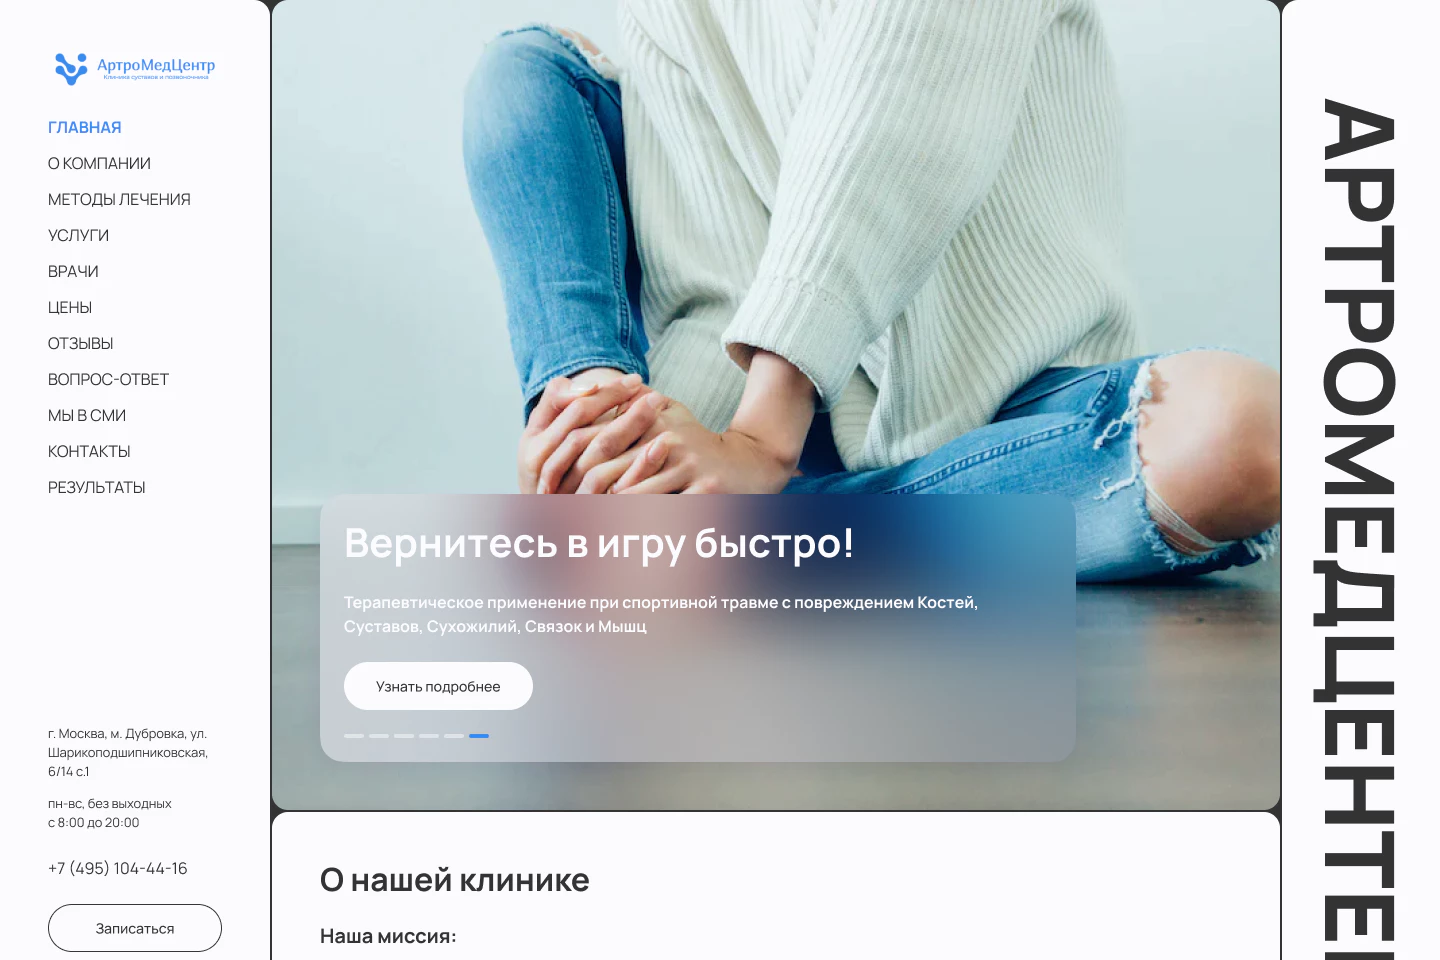 АртроМедЦентр
Клиника суставов и позвоночника
ГЛАВНАЯ
О КОМПАНИИ
МЕТОДЫ ЛЕЧЕНИЯ
УСЛУГИ
ВРАЧИ
ЦЕНЫ
ОТЗЫВЫ
ВОПРОС-ОТВЕТ
МЫ В СМИ
КОНТАКТЫ
РЕЗУЛЬТАТЫ
г. Москва, м. Дубровка, ул.
Шарикоподшипниковская,
6/14 с.1
пн-вс, без выходных
с 8:00 до 20:00
+7 (495) 104-44-16
Записаться
Вернитесь в игру быстро!
Терапевтическое применение при спортивной травме с повреждением Костей,
Суставов, Сухожилий, Связок и Мышц
Узнать подробнее
О нашей клинике
Наша миссия:
АРТРОМЕДЦЕНТЕ